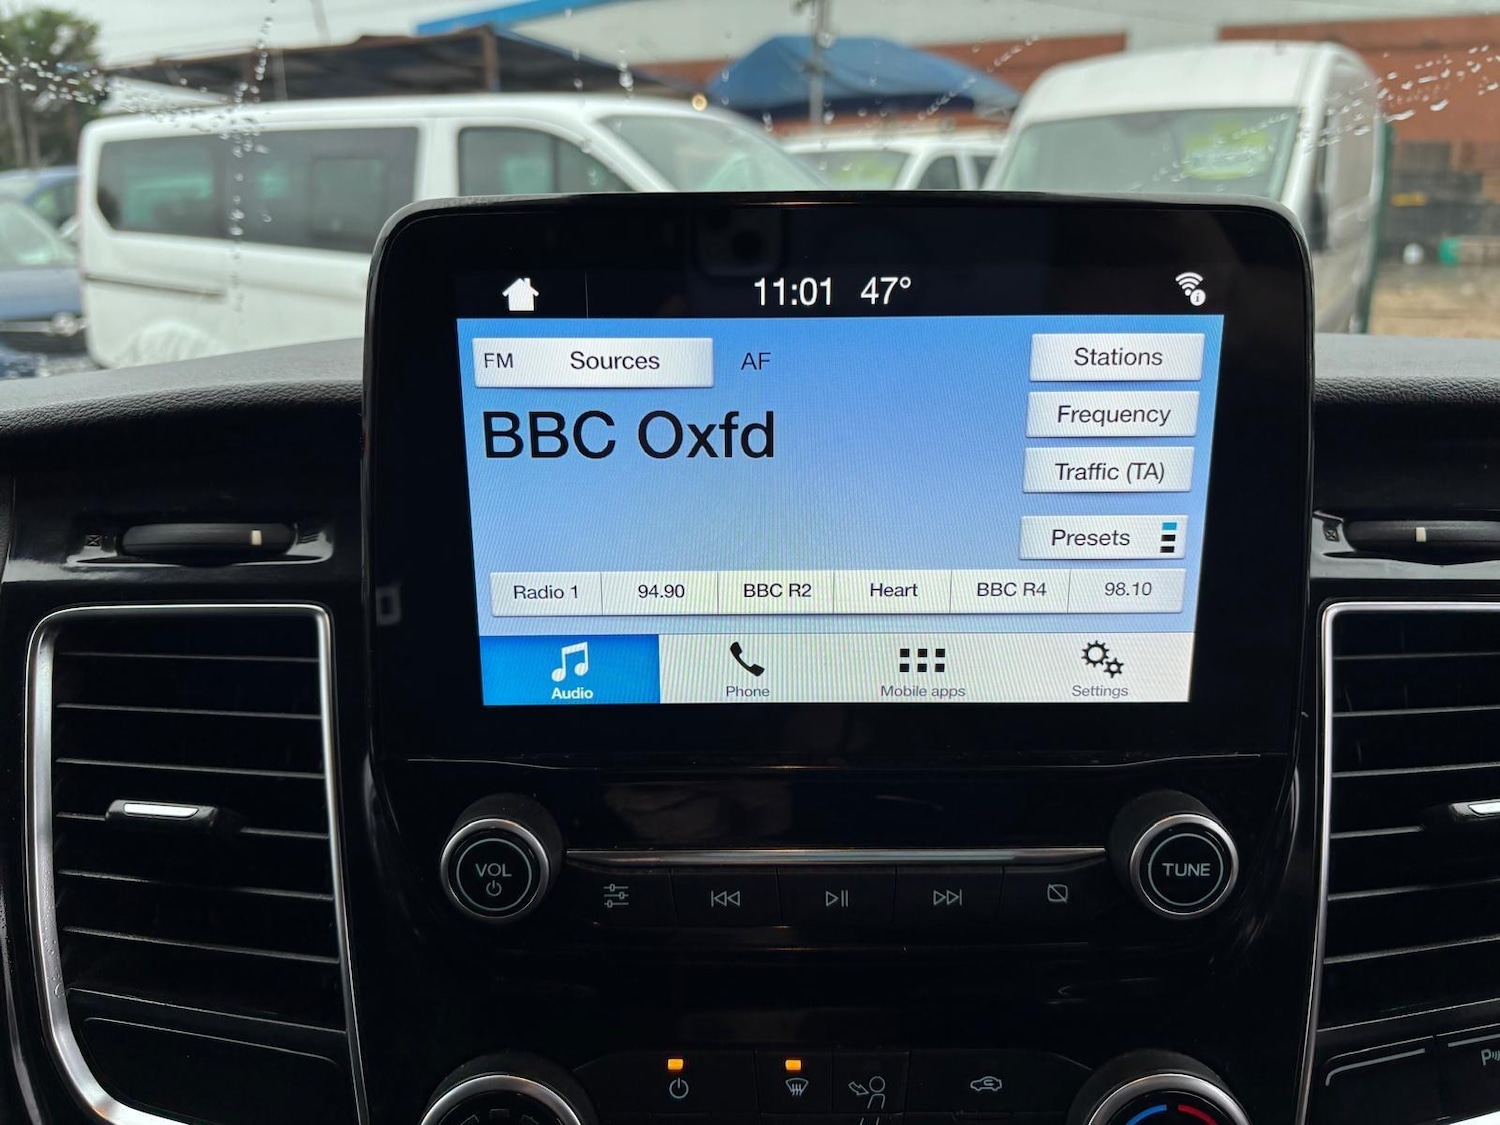 11:01 47°
FM Sources AF
Stations
BBC Oxfd
Frequency
Traffic (TA)
Presets
Radio 1 94.90 BBC R2 Heart BBC R4 98.10
Audio Phone Mobile apps Settings
VOL
TUNE
P